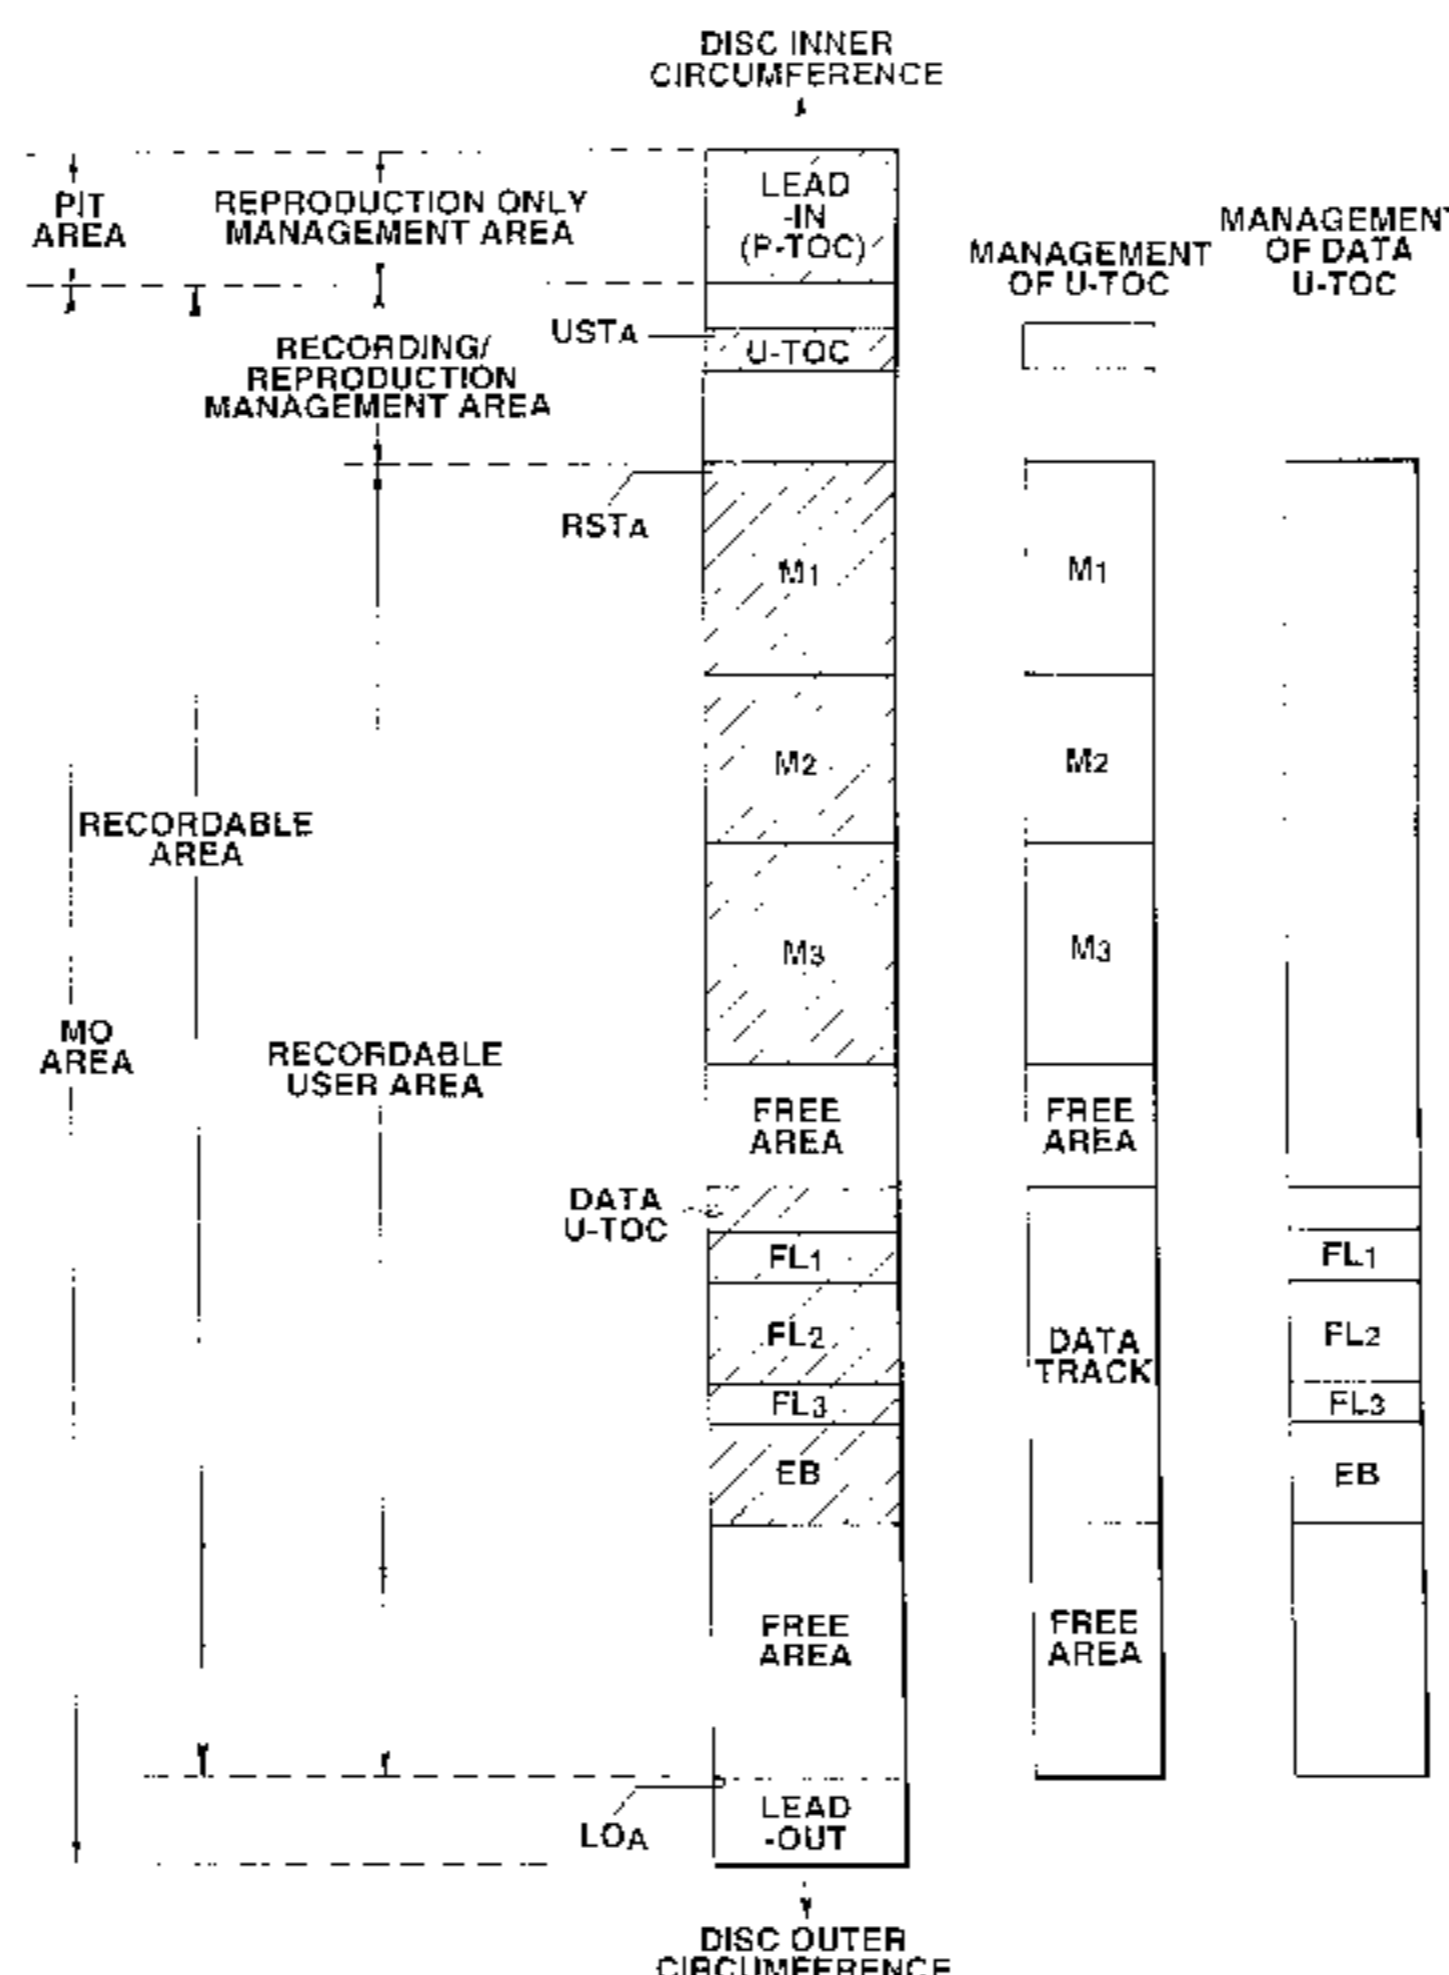 DISC INNER
CIRCUMFERENCE
PIT
AREA
REPRODUCTION ONLY
MANAGEMENT AREA
LEAD
-IN
(P-TOC)
MANAGEMENT
OF U-TOC
MANAGEMENT
OF DATA
U-TOC
USTA
U-TOC
RECORDING/
REPRODUCTION
MANAGEMENT AREA
RSTA
M1
M1
M2
M2
RECORDABLE
AREA
M3
M3
MO
AREA
RECORDABLE
USER AREA
FREE
AREA
FREE
AREA
DATA
U-TOC
FL1
FL1
FL2
DATA
TRACK
FL2
FL3
FL3
EB
EB
FREE
AREA
FREE
AREA
LOA
LEAD
-OUT
DISC OUTER
CIRCUMFERENCE